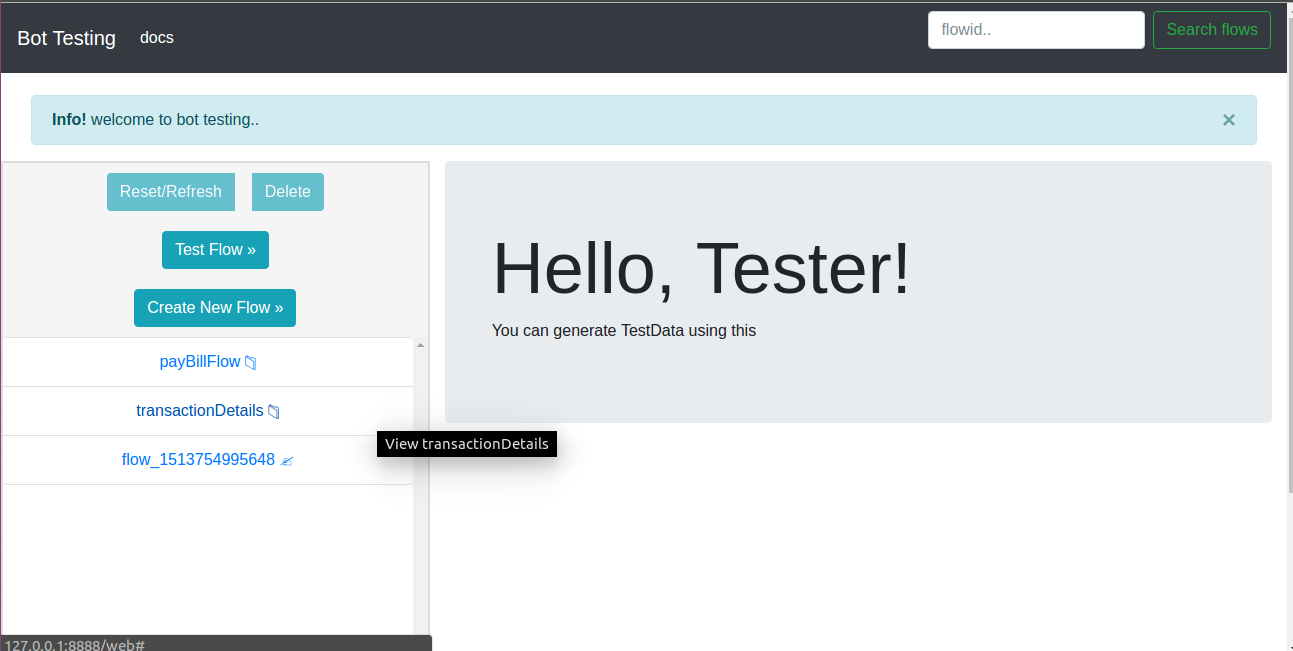 Bot Testing docs flowid.. Search flows
Info! welcome to bot testing.. ×
Reset/Refresh Delete
Test Flow »
Create New Flow »
Hello, Tester!
You can generate TestData using this
payBillFlow
transactionDetails
View transactionDetails
flow_1513754995648
127.0.0.1:8888/web#